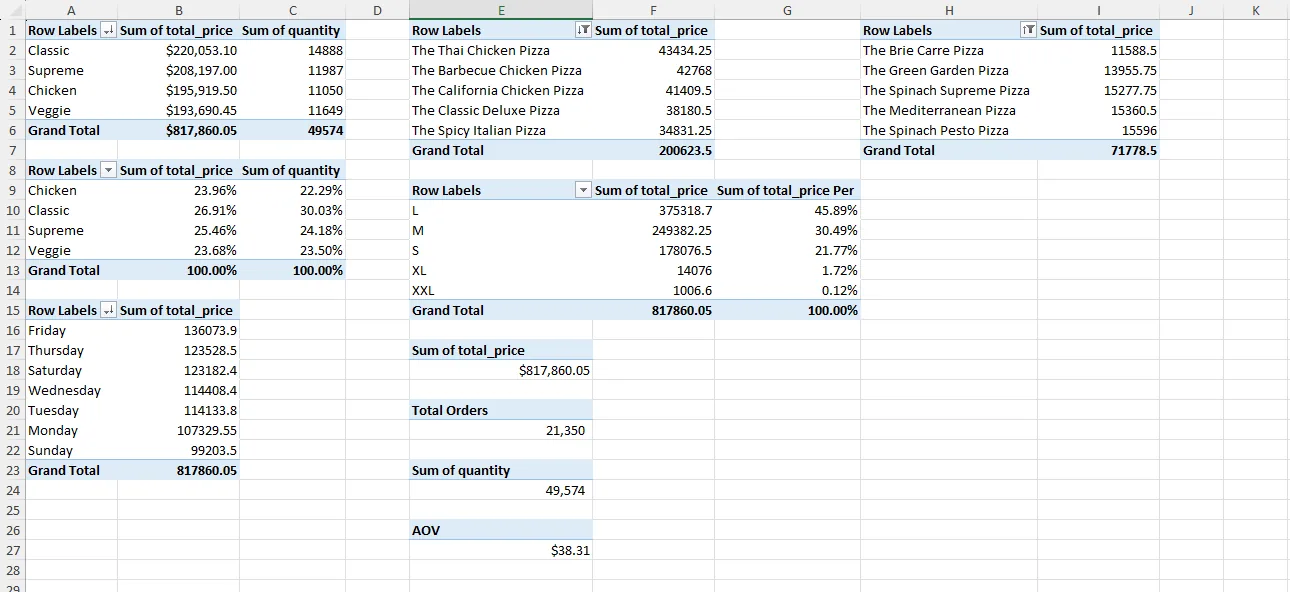 A B C D E F G H I J K
1 Row Labels Sum of total_price Sum of quantity Row Labels Sum of total_price Row Labels Sum of total_price
2 Classic $220,053.10 14888 The Thai Chicken Pizza 43434.25 The Brie Carre Pizza 11588.5
3 Supreme $208,197.00 11987 The Barbecue Chicken Pizza 42768 The Green Garden Pizza 13955.75
4 Chicken $195,919.50 11050 The California Chicken Pizza 41409.5 The Spinach Supreme Pizza 15277.75
5 Veggie $193,690.45 11649 The Classic Deluxe Pizza 38180.5 The Mediterranean Pizza 15360.5
6 Grand Total $817,860.05 49574 The Spicy Italian Pizza 34831.25 The Spinach Pesto Pizza 15596
7 Grand Total 200623.5 Grand Total 71778.5
8 Row Labels Sum of total_price Sum of quantity
9 Chicken 23.96% 22.29% Row Labels Sum of total_price Sum of total_price Per
10 Classic 26.91% 30.03% L 375318.7 45.89%
11 Supreme 25.46% 24.18% M 249382.25 30.49%
12 Veggie 23.68% 23.50% S 178076.5 21.77%
13 Grand Total 100.00% 100.00% XL 14076 1.72%
14 XXL 1006.6 0.12%
15 Row Labels Sum of total_price Grand Total 817860.05 100.00%
16 Friday 136073.9
17 Thursday 123528.5 Sum of total_price
18 Saturday 123182.4 $817,860.05
19 Wednesday 114408.4
20 Tuesday 114133.8 Total Orders
21 Monday 107329.55 21,350
22 Sunday 99203.5
23 Grand Total 817860.05 Sum of quantity
24 49,574
25
26 AOV
27 $38.31
28
29